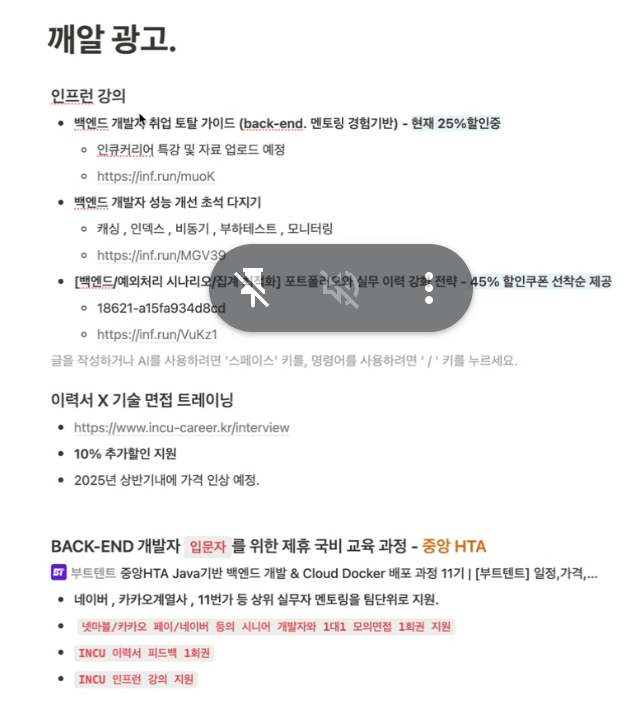 깨알 광고.
인프런 강의
백엔드 개발자 취업 토탈 가이드 (back-end. 멘토링 경험기반) - 현재 25%할인중
인큐커리어 특강 및 자료 업로드 예정
https://inf.run/muoK
백엔드 개발자 성능 개선 초석 다지기
캐싱 , 인덱스 , 비동기 , 부하테스트 , 모니터링
https://inf.run/MGV39
[백엔드/예외처리 시나리오/집계 최적화] 포트폴리오와 실무 이력 강화 전략 - 45% 할인쿠폰 선착순 제공
18621-a15fa934d8cd
https://inf.run/VuKz1
글을 작성하거나 AI를 사용하려면 '스페이스' 키를, 명령어를 사용하려면 ' / ' 키를 누르세요.
이력서 X 기술 면접 트레이닝
https://www.incu-career.kr/interview
10% 추가할인 지원
2025년 상반기내에 가격 인상 예정.
BACK-END 개발자 입문자 를 위한 제휴 국비 교육 과정 - 중앙 HTA
BT 부트텐트 중앙HTA Java기반 백엔드 개발 & Cloud Docker 배포 과정 11기 | [부트텐트] 일정,가격,...
네이버 , 카카오계열사 , 11번가 등 상위 실무자 멘토링을 팀단위로 지원.
넷마블/카카오 페이/네이버 등의 시니어 개발자와 1대1 모의면접 1회권 지원
INCU 이력서 피드백 1회권
INCU 인프런 강의 지원